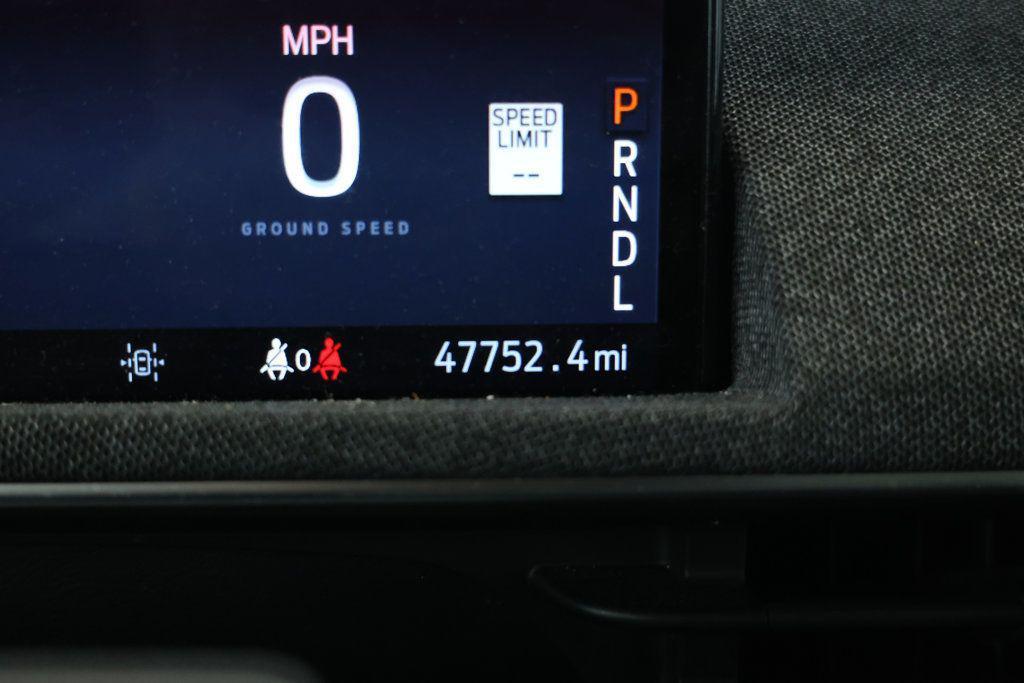 MPH
0
GROUND SPEED
SPEED
LIMIT
--
P
R
N
D
L
0
47752.4mi